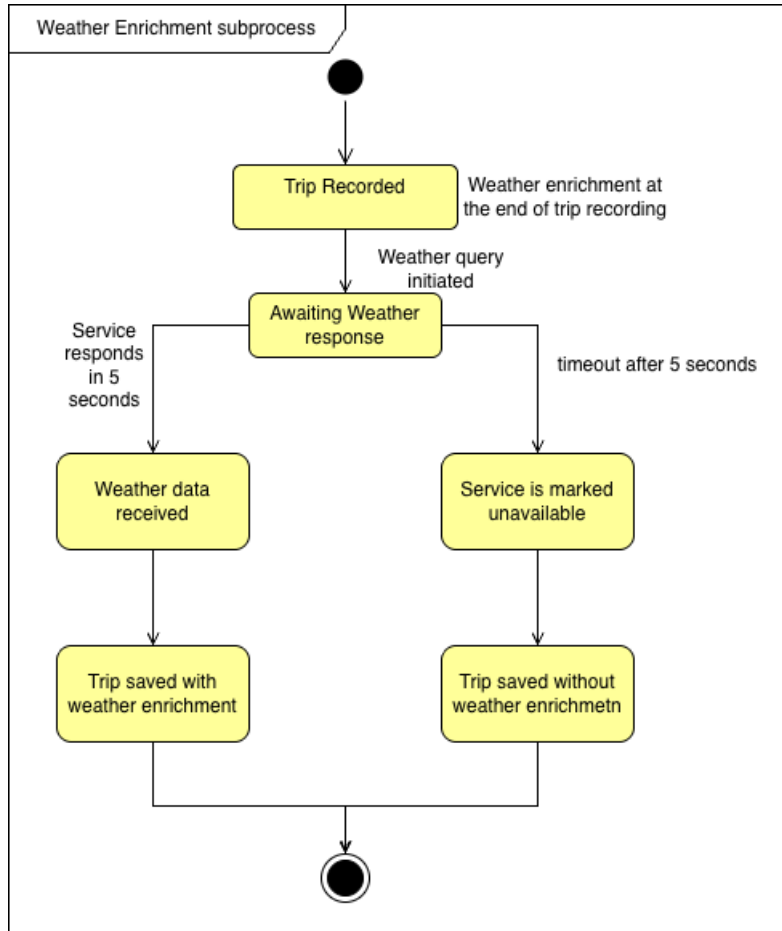 Weather Enrichment subprocess
Trip Recorded
Weather enrichment at
the end of trip recording
Weather query
initiated
Awaiting Weather
response
Service
responds
in 5
seconds
timeout after 5 seconds
Weather data
received
Service is marked
unavailable
Trip saved with
weather enrichment
Trip saved without
weather enrichmetn